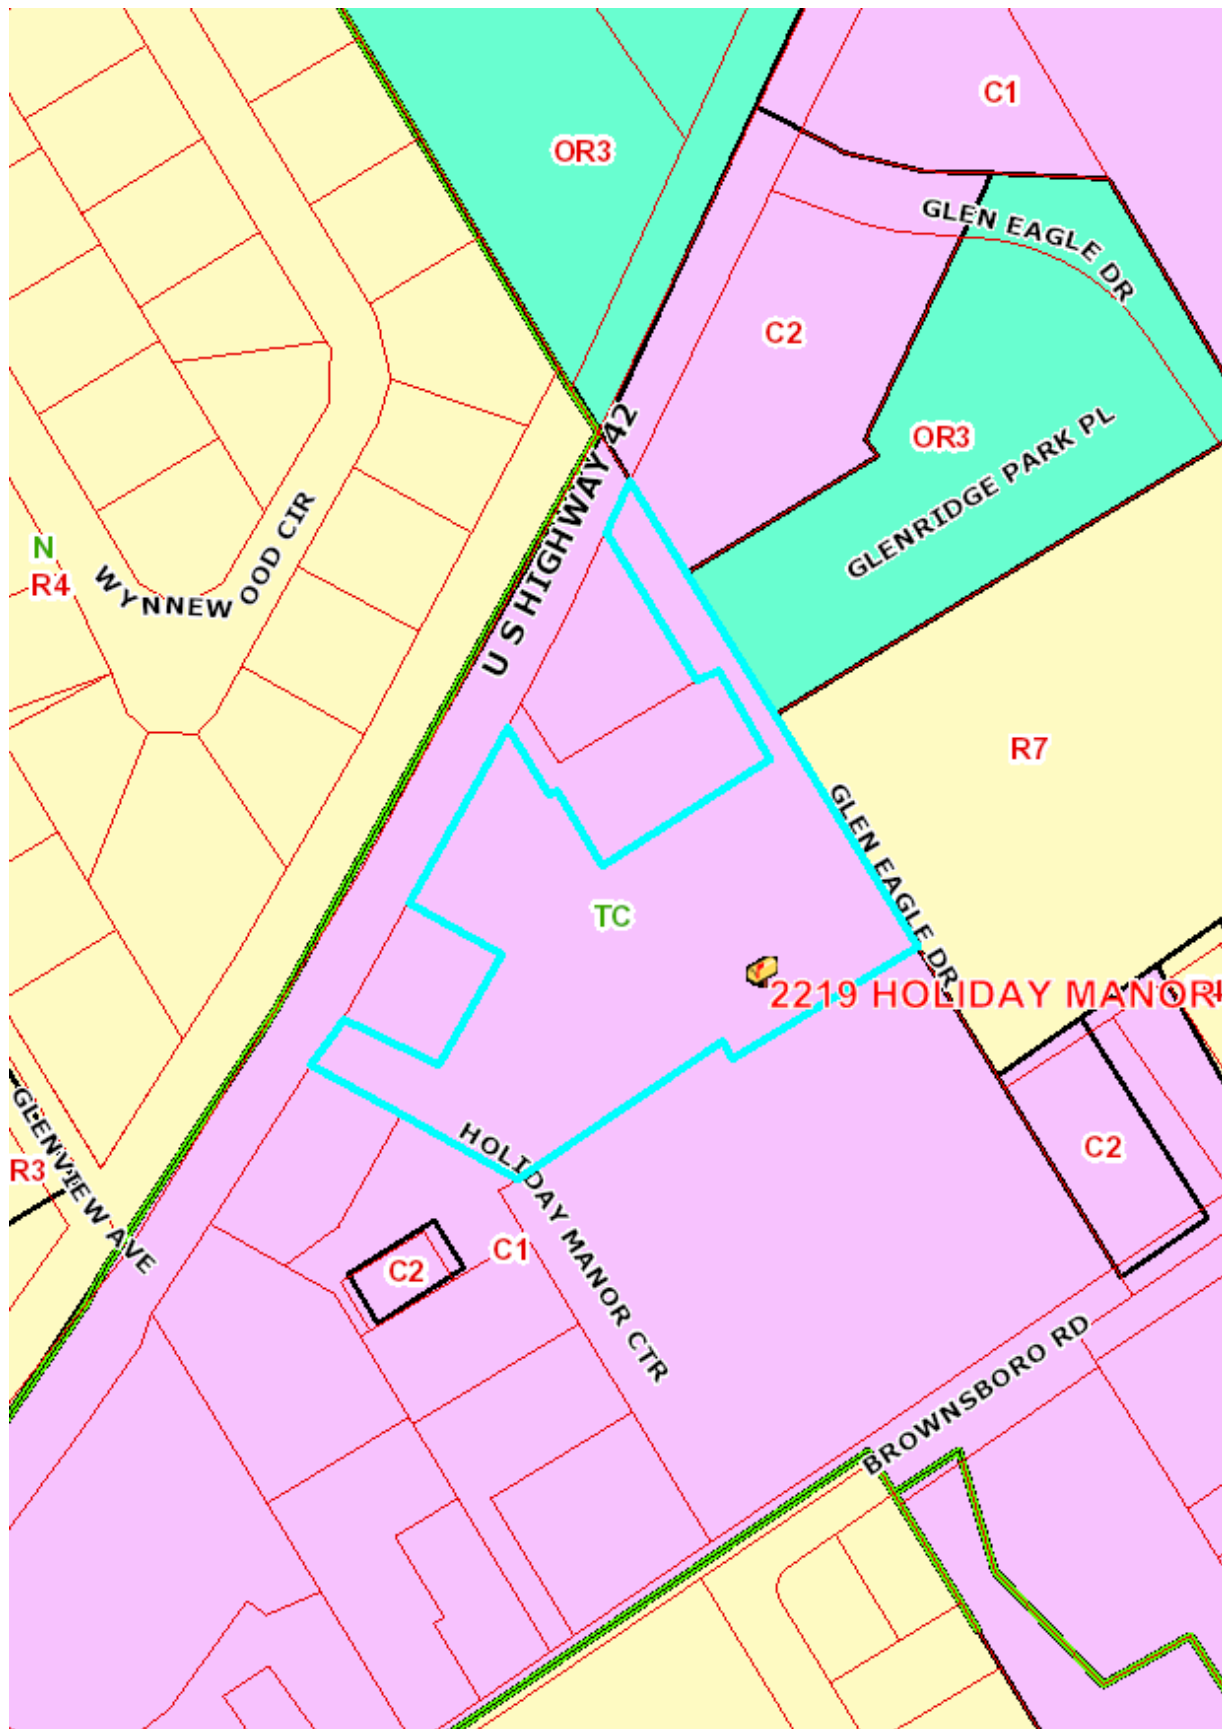 C1
OR3
GLEN EAGLE DR
C2
OR3
GLENRIDGE PARK PL
U S HIGHWAY 42
N
R4
WYNNEWOOD CIR
R7
GLEN EAGLE DR
TC
2219 HOLIDAY MANOR
GLENVIEW AVE
R3
HOLIDAY MANOR CTR
C2
C1
C2
BROWNSBORO RD